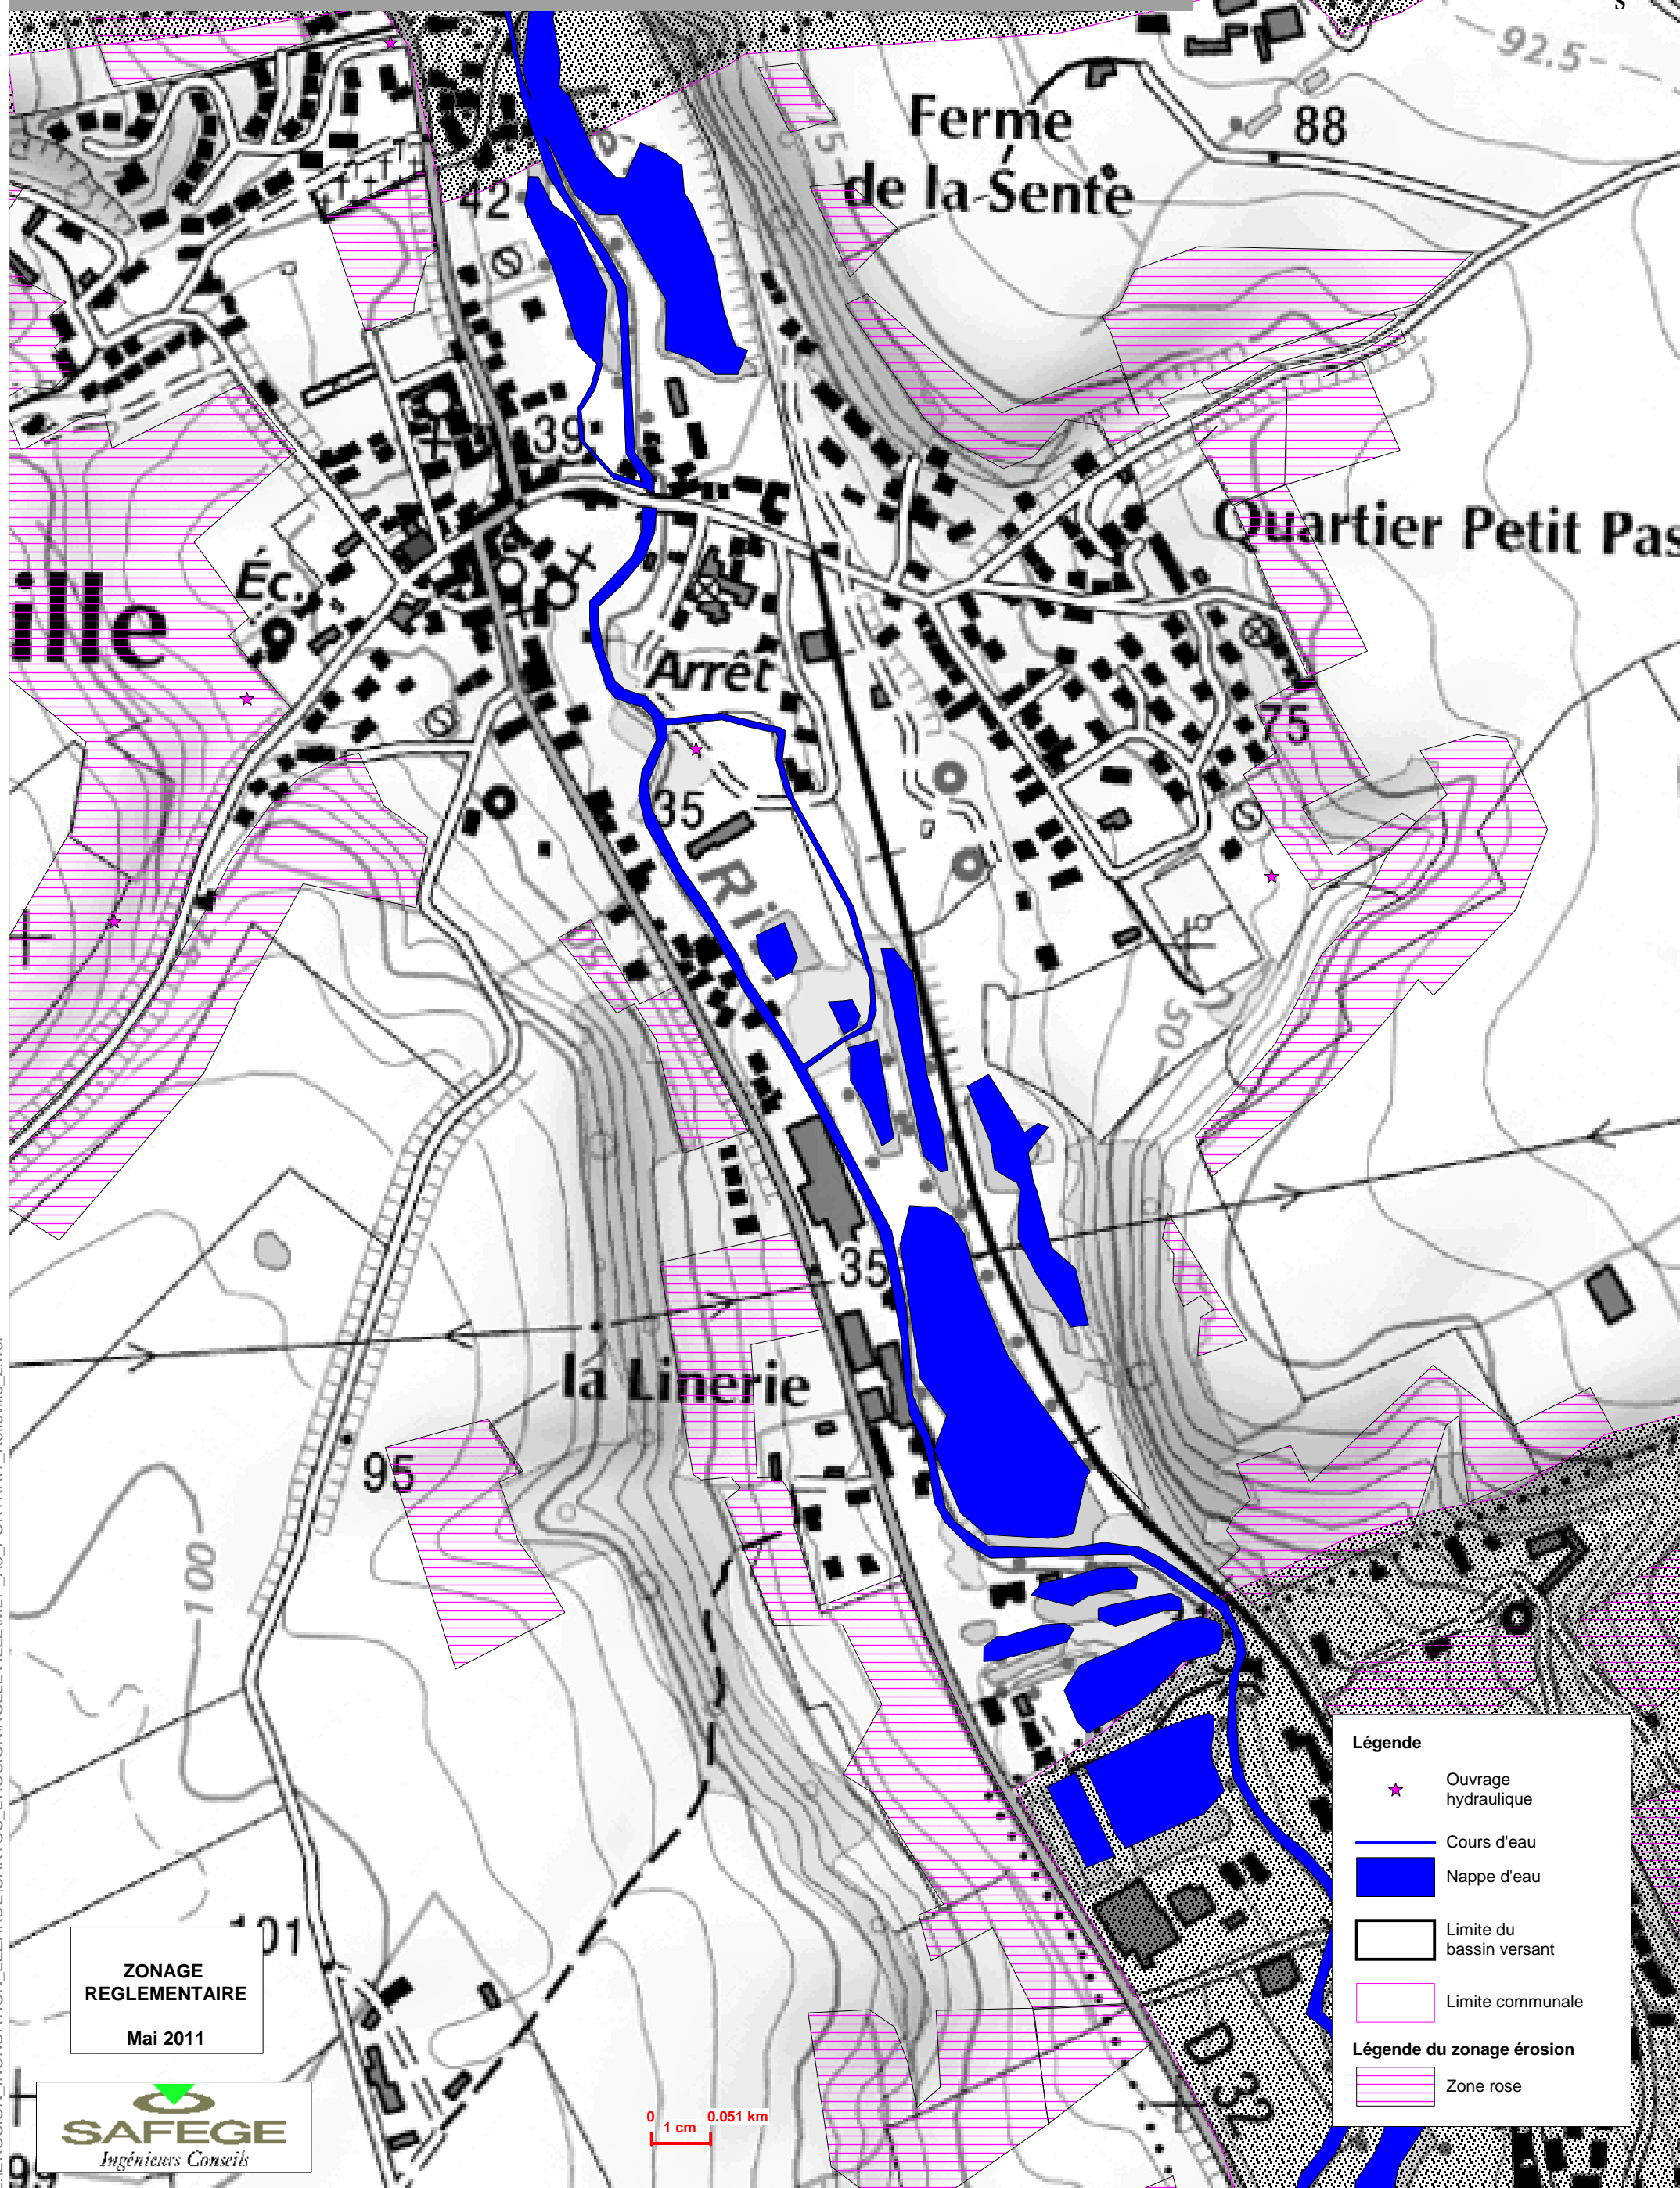 S
92.5
Ferme
de la Sente
88
42
39
Quartier Petit Pas
Éc.
ille
Arrêt
75
35
Ri
50
50
35
la Linerie
95
100
101
D 32
99
ZONAGE
REGLEMENTAIRE
Mai 2011
SAFEGE
Ingénieurs Conseils
0 0.051 km
1 cm
Légende
Ouvrage
hydraulique
Cours d'eau
Nappe d'eau
Limite du
bassin versant
Limite communale
Légende du zonage érosion
Zone rose